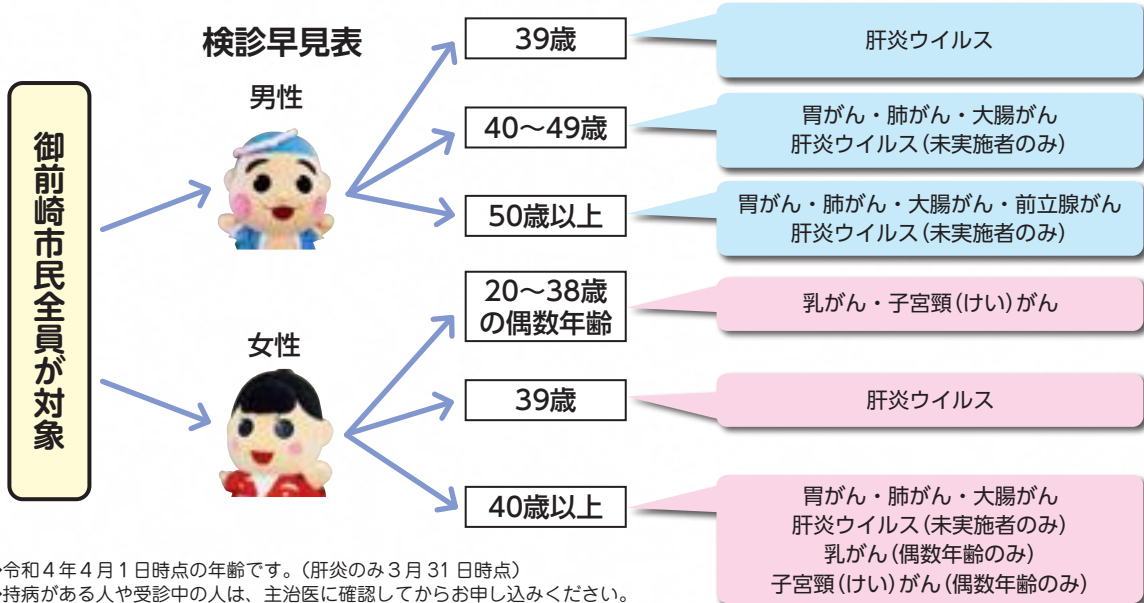 検診早見表
御前崎市民全員が対象
男性
39歳
肝炎ウイルス
40〜49歳
胃がん・肺がん・大腸がん
肝炎ウイルス(未実施者のみ)
50歳以上
胃がん・肺がん・大腸がん・前立腺がん
肝炎ウイルス(未実施者のみ)
女性
20〜38歳
の偶数年齢
乳がん・子宮頸(けい)がん
39歳
肝炎ウイルス
40歳以上
胃がん・肺がん・大腸がん
肝炎ウイルス(未実施者のみ)
乳がん(偶数年齢のみ)
子宮頸(けい)がん(偶数年齢のみ)
令和4年4月1日時点の年齢です。(肝炎のみ3月31日時点)
持病がある人や受診中の人は、主治医に確認してからお申し込みください。